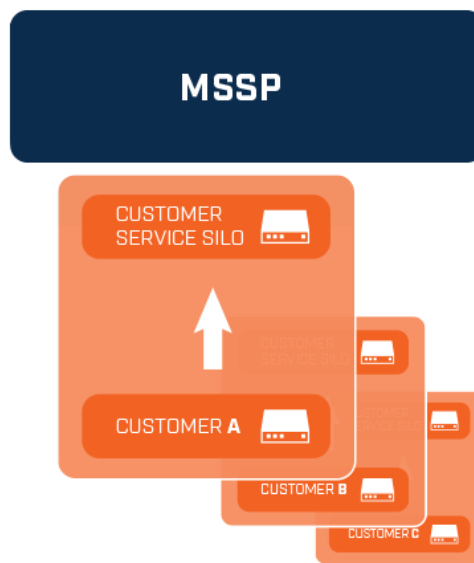 MSSP
CUSTOMER
SERVICE SILO
CUSTOMER A
CUSTOMER
SERVICE SILO
CUSTOMER B
CUSTOMER
SERVICE SILO
CUSTOMER C